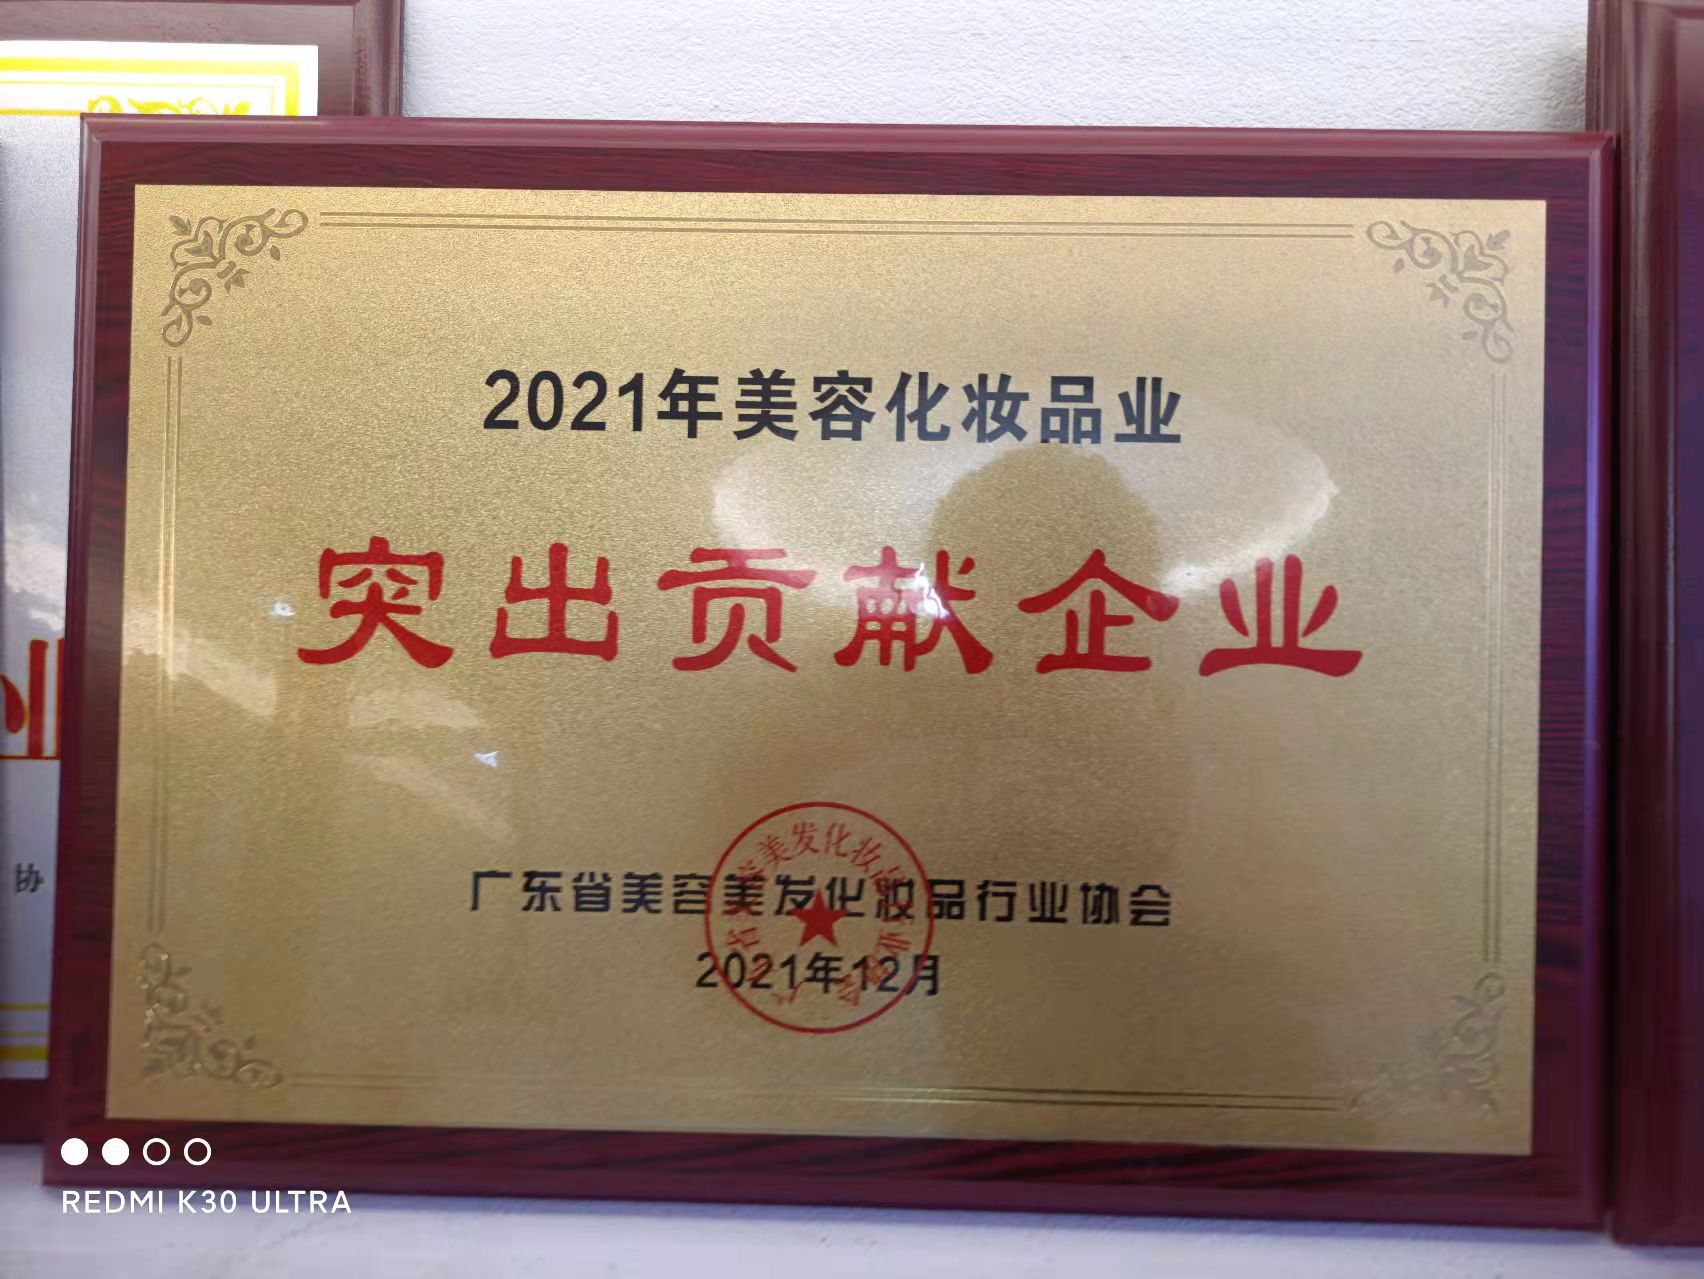 2021年美容化妆品业
突出贡献企业
广东省美容美发化妆品行业协会
2021年12月
业
协
REDMI K30 ULTRA